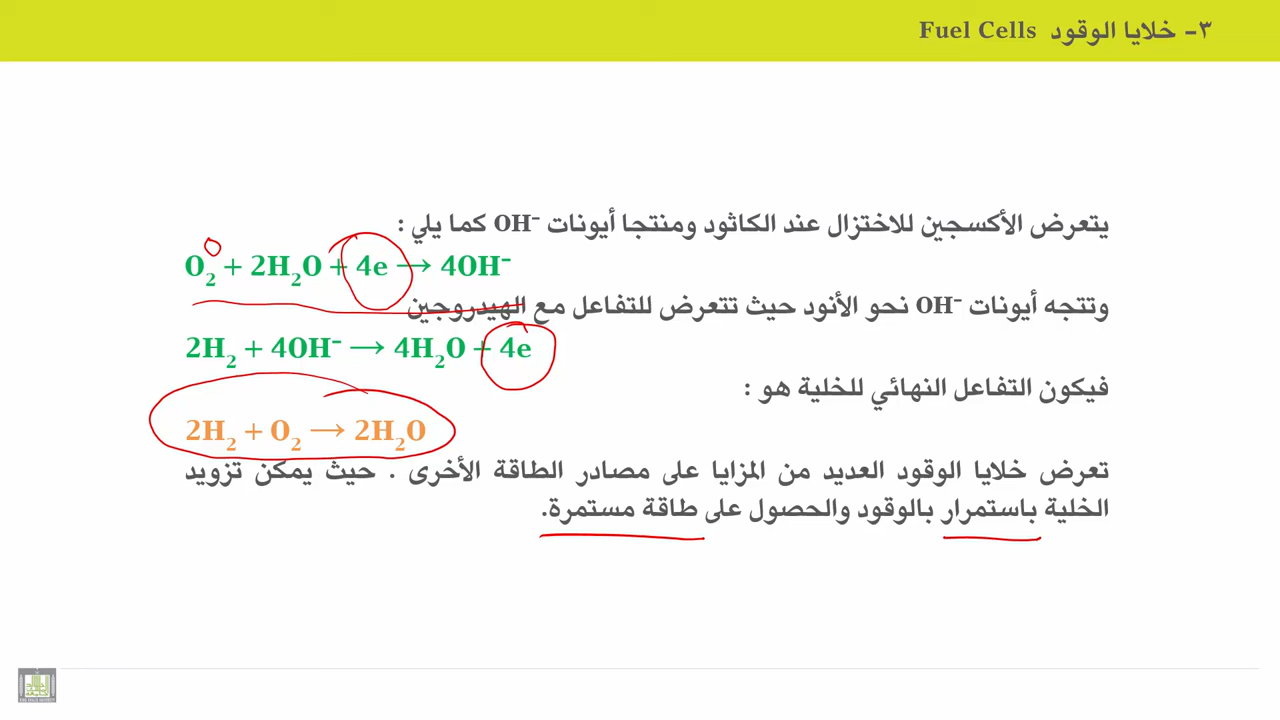 ٣- خلايا الوقود Fuel Cells
يتعرض الأكسجين للاختزال عند الكاثود ومنتجا أيونات OH⁻ كما يلي :
O₂ + 2H₂O + 4e ⟶ 4OH⁻
وتتجه أيونات OH⁻ نحو الأنود حيث تتعرض للتفاعل مع الهيدروجين
2H₂ + 4OH⁻ ⟶ 4H₂O + 4e
فيكون التفاعل النهائي للخلية هو :
2H₂ + O₂ ⟶ 2H₂O
تعرض خلايا الوقود العديد من المزايا على مصادر الطاقة الأخرى . حيث يمكن تزويد
الخلية باستمرار بالوقود والحصول على طاقة مستمرة.